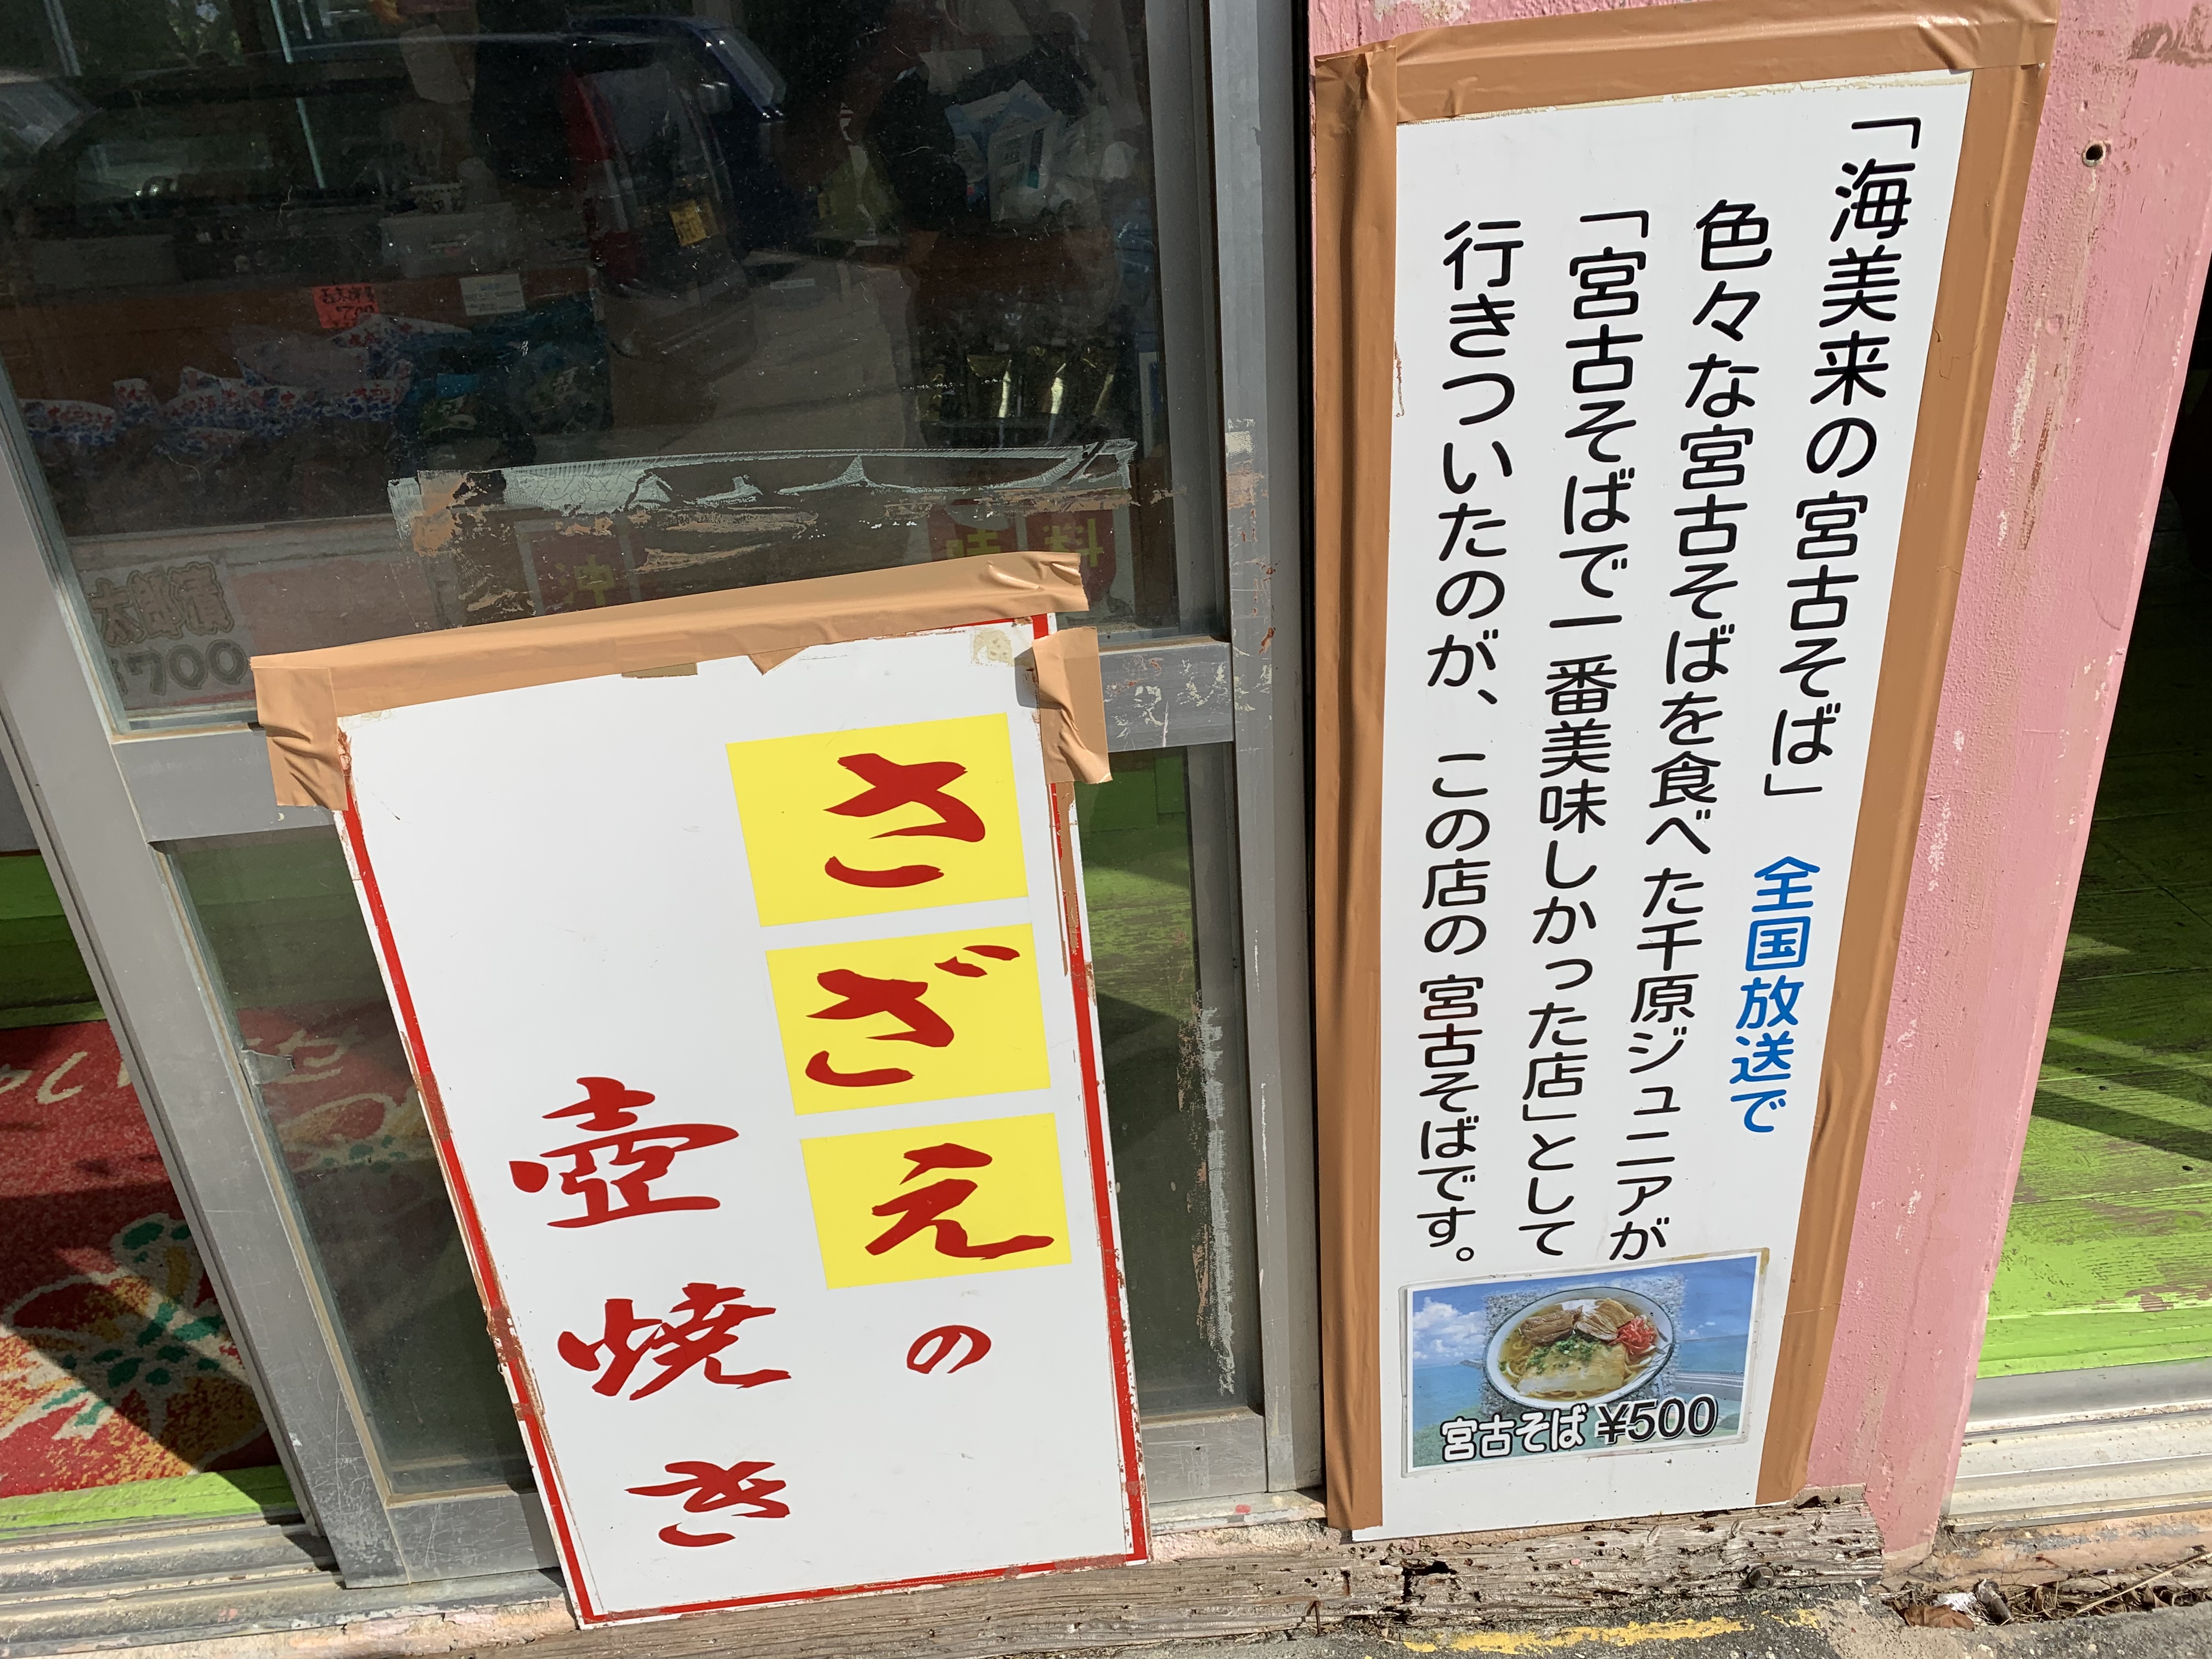 「海美来の宮古そば」 全国放送で
色々な宮古そばを食べた千原ジュニアが
「宮古そばで一番美味しかった店」として
行きついたのが、この店の宮古そばです。
宮古そば ¥500
さざえの
壺焼き